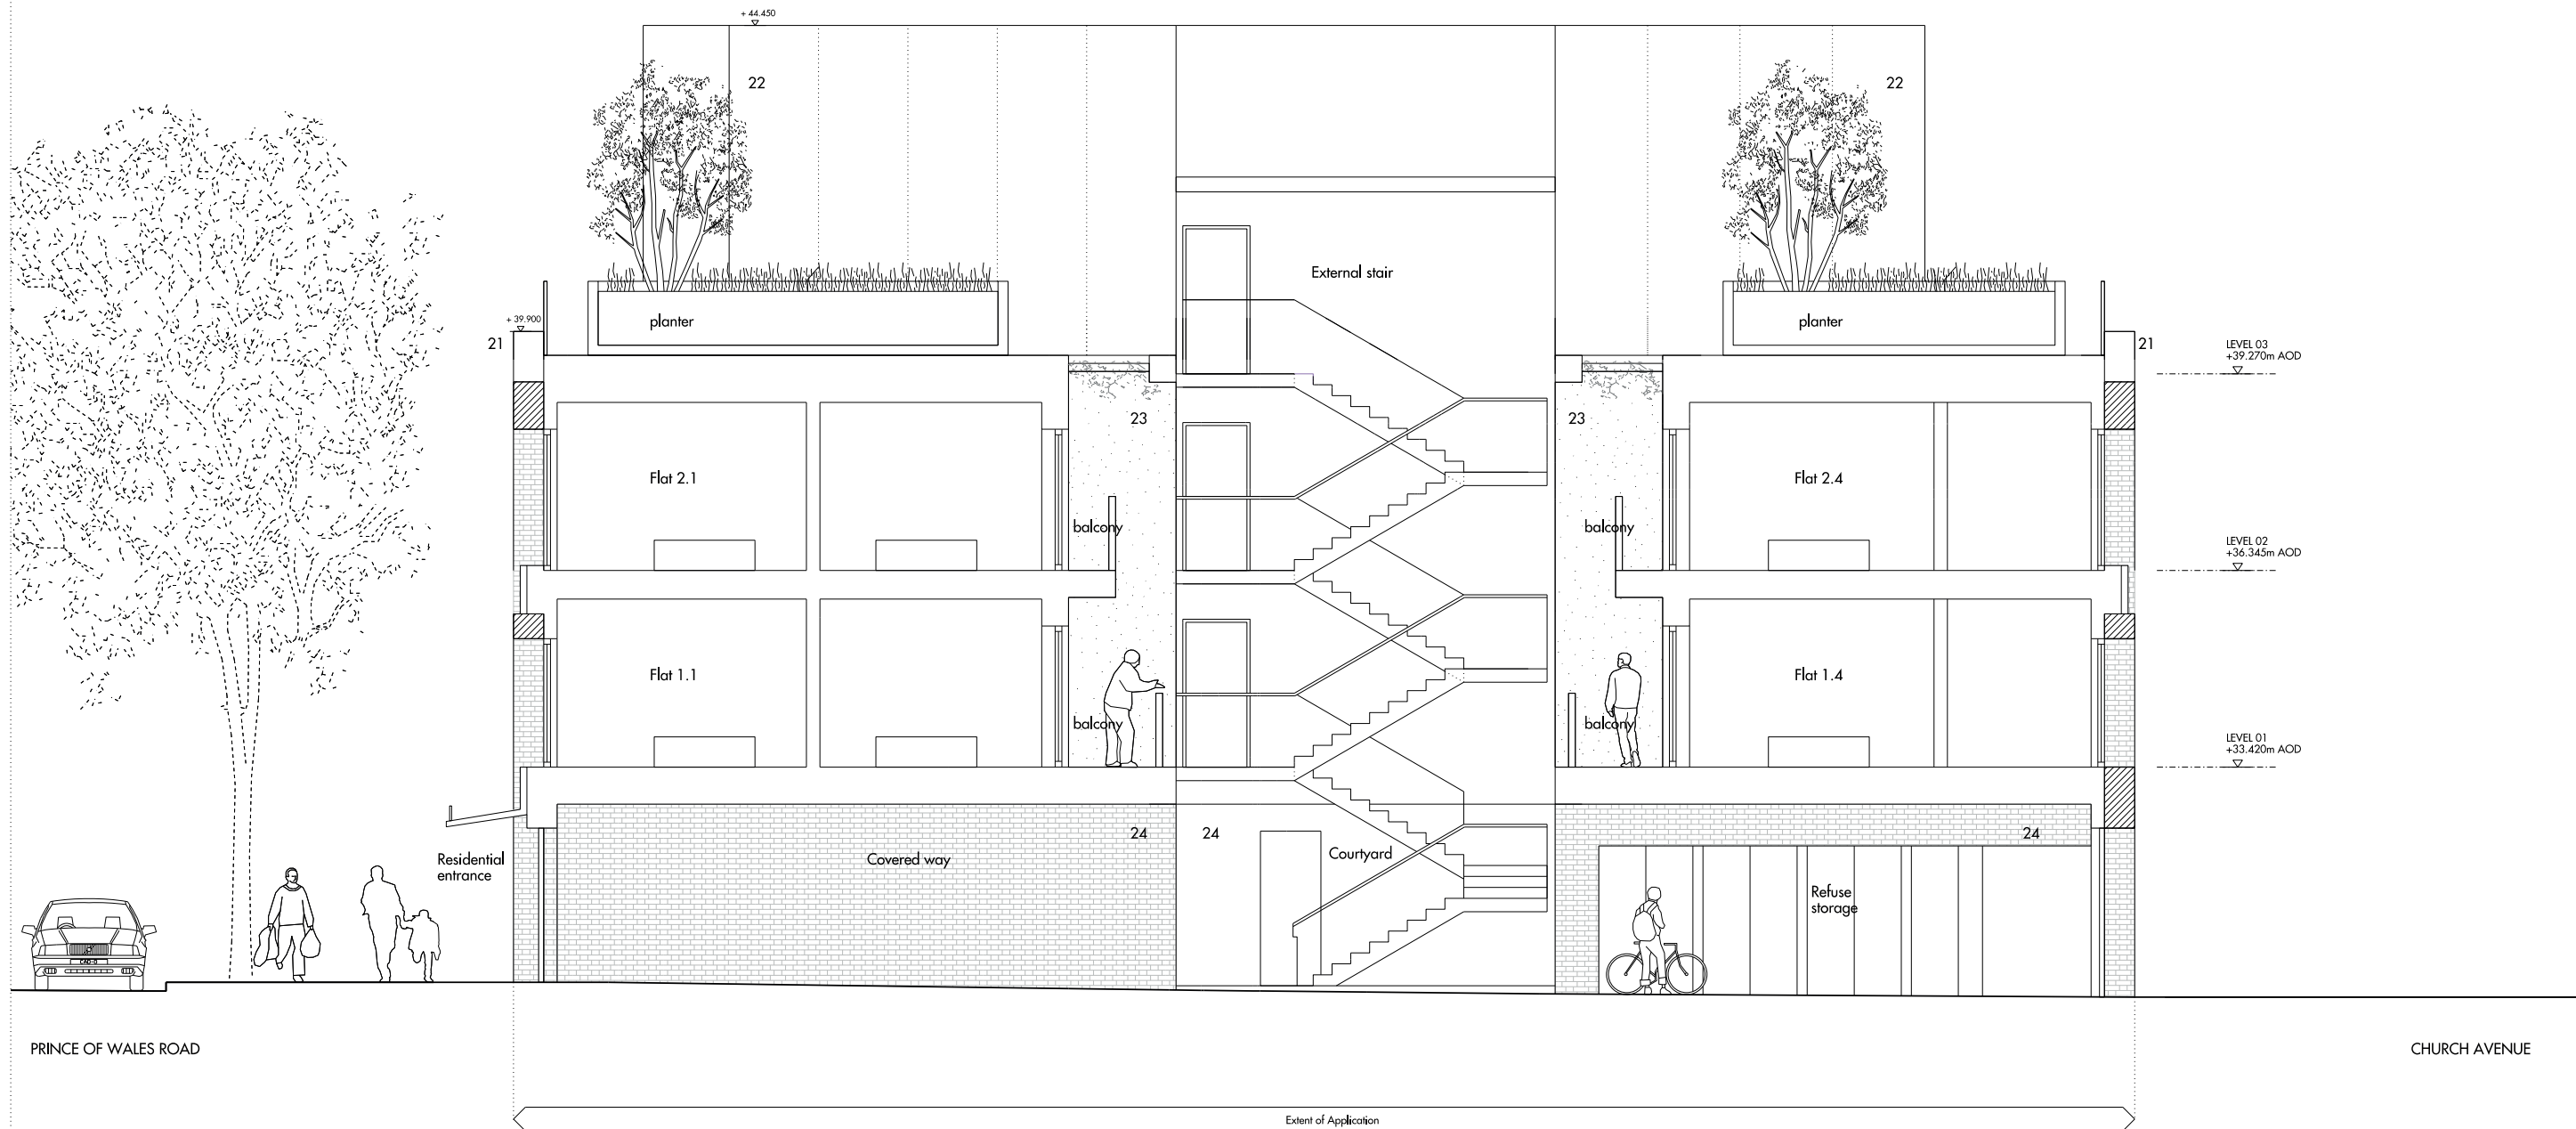 + 44.450
22
22
External stair
planter
planter
+ 39.900
21
21
LEVEL 03
+39.270m AOD
23
23
Flat 2.1
Flat 2.4
balcony
balcony
LEVEL 02
+36.345m AOD
Flat 1.1
Flat 1.4
balcony
balcony
LEVEL 01
+33.420m AOD
24
24
24
Residential
entrance
Covered way
Courtyard
Refuse
storage
PRINCE OF WALES ROAD
CHURCH AVENUE
Extent of Application